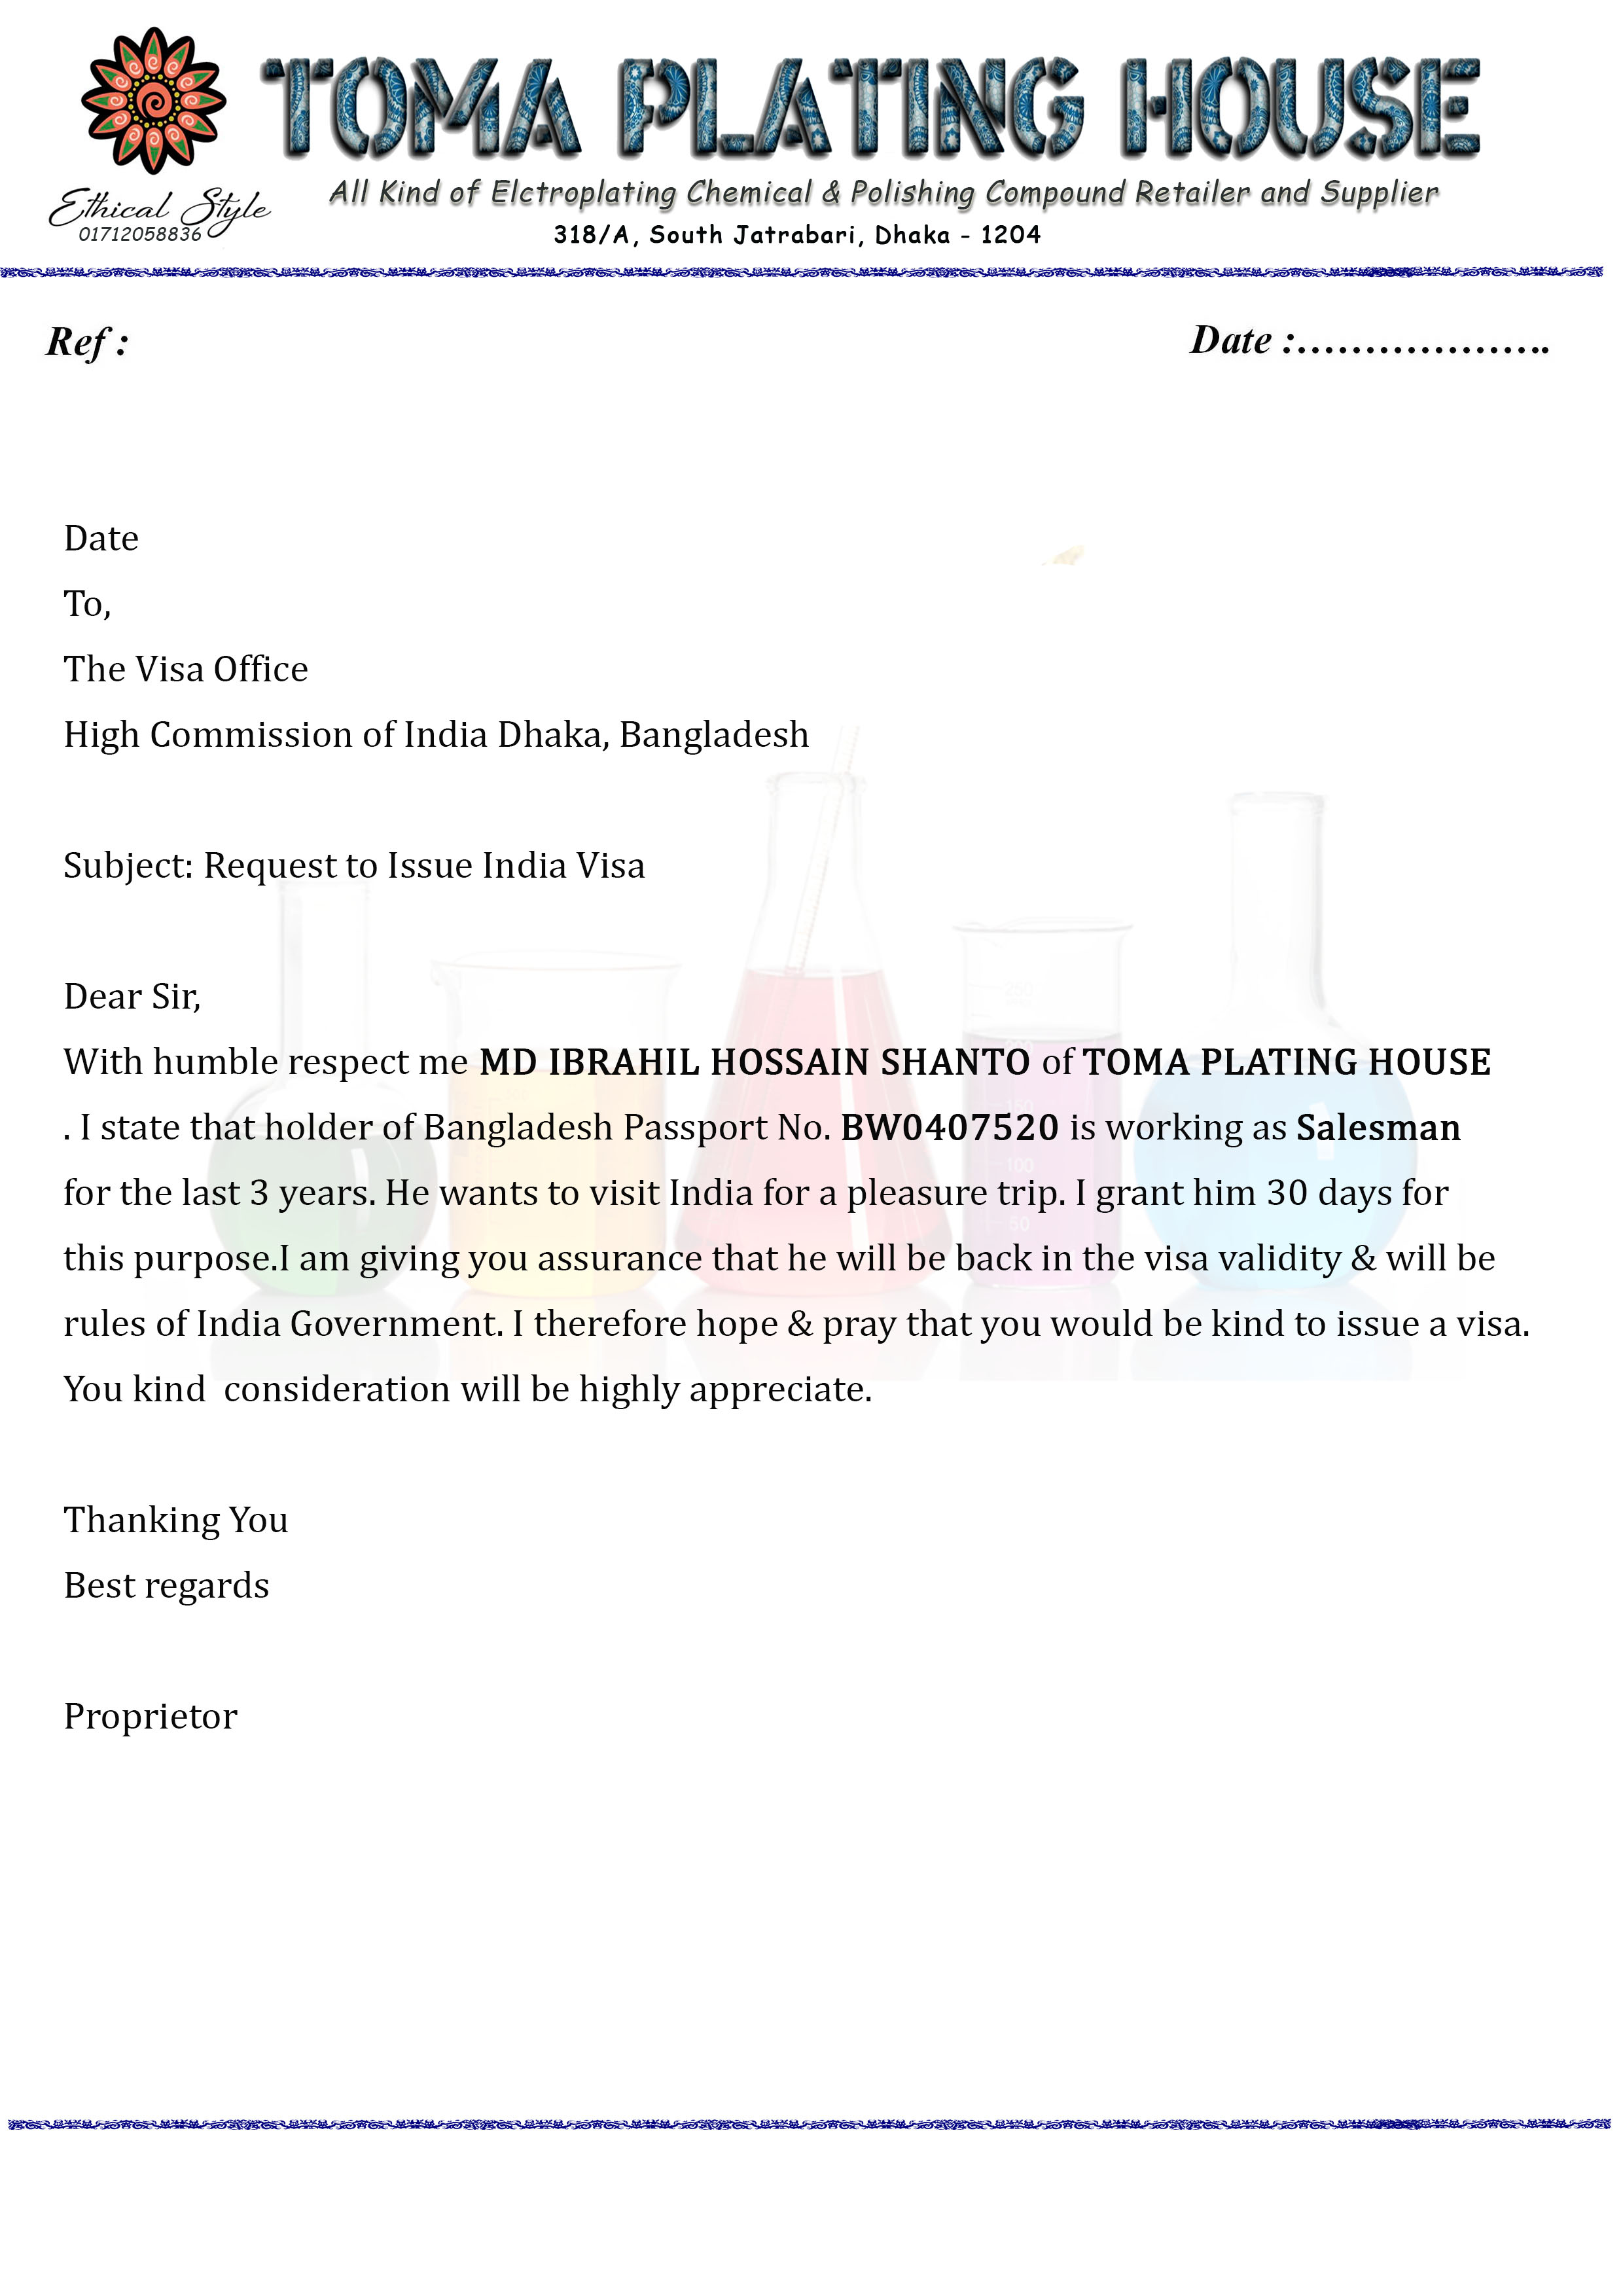 TOMA PLATING HOUSE
Ethical Style
All Kind of Elctroplating Chemical & Polishing Compound Retailer and Supplier
01712058836
318/A, South Jatrabari, Dhaka - 1204
Ref :
Date :....................
Date
To,
The Visa Office
High Commission of India Dhaka, Bangladesh
Subject: Request to Issue India Visa
Dear Sir,
With humble respect me MD IBRAHIL HOSSAIN SHANTO of TOMA PLATING HOUSE
. I state that holder of Bangladesh Passport No. BW0407520 is working as Salesman
for the last 3 years. He wants to visit India for a pleasure trip. I grant him 30 days for
this purpose.I am giving you assurance that he will be back in the visa validity & will be
rules of India Government. I therefore hope & pray that you would be kind to issue a visa.
You kind  consideration will be highly appreciate.
Thanking You
Best regards
Proprietor
250
150
100
50